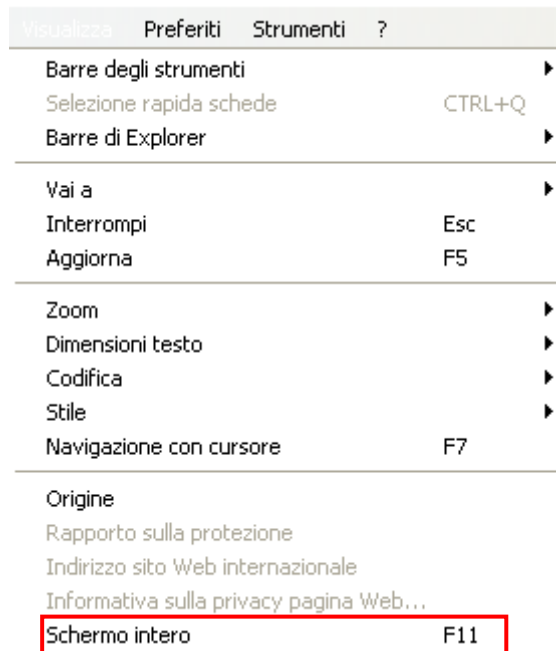 Visualizza Preferiti Strumenti ?
Barre degli strumenti
Selezione rapida schede CTRL+Q
Barre di Explorer
Vai a
Interrompi Esc
Aggiorna F5
Zoom
Dimensioni testo
Codifica
Stile
Navigazione con cursore F7
Origine
Rapporto sulla protezione
Indirizzo sito Web internazionale
Informativa sulla privacy pagina Web...
Schermo intero F11